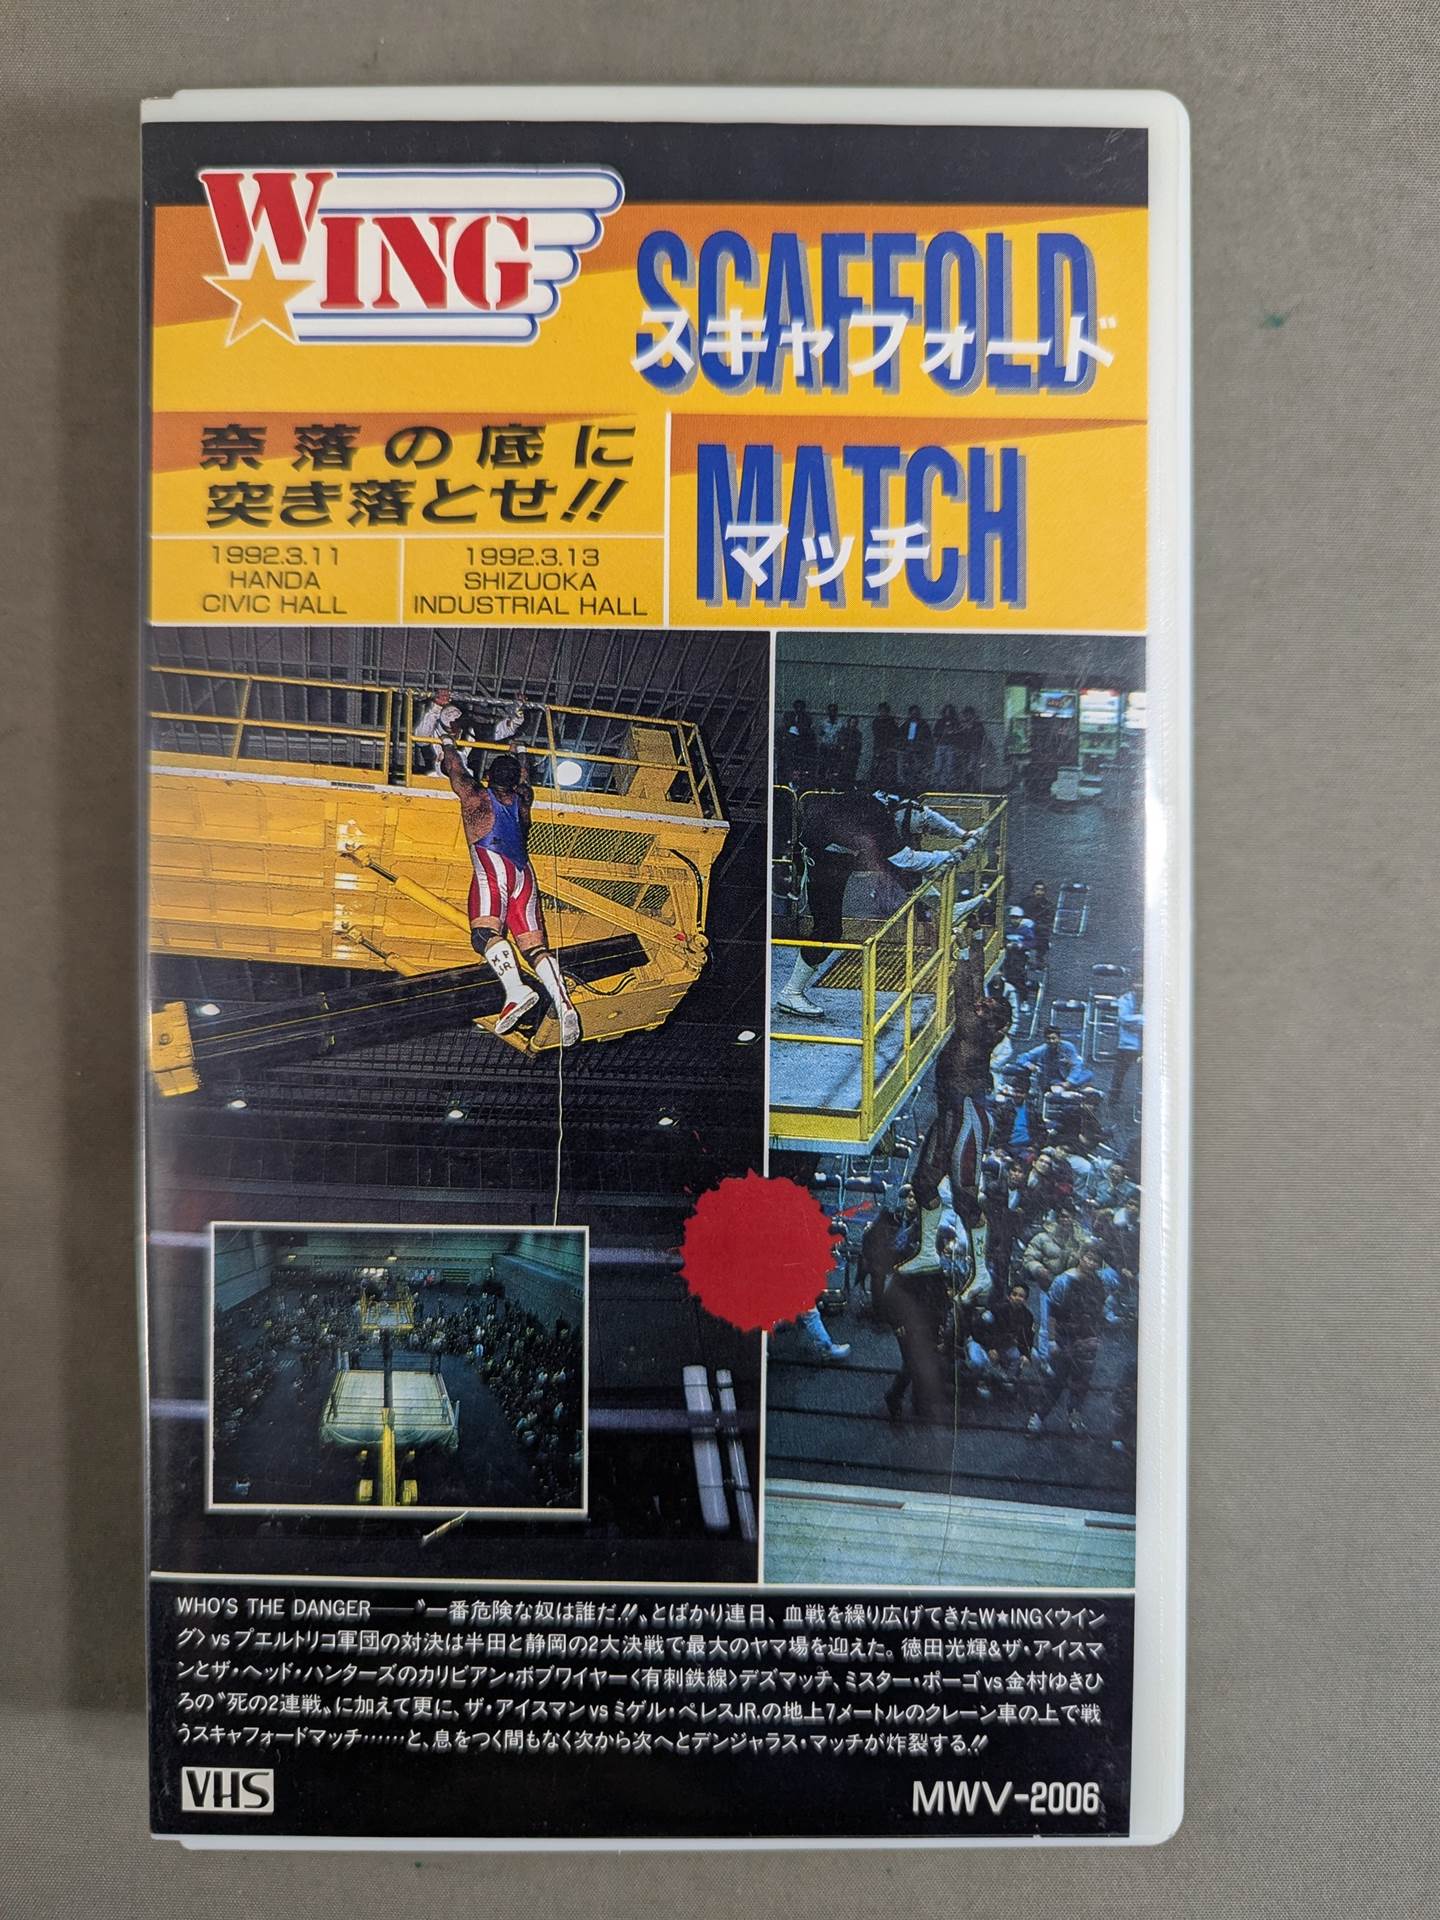 W★ING
SCAFFOLD
スキャフォード
MATCH
マッチ
奈落の底に
突き落とせ!!
1992.3.11
HANDA
CIVIC HALL
1992.3.13
SHIZUOKA
INDUSTRIAL HALL
M P
JR
WHO'S THE DANGER――〝一番危険な奴は誰だ!!〟とばかり連日、血戦を繰り広げてきたW★ING〈ウイン
グ〉vsプエルトリコ軍団の対決は半田と静岡の2大決戦で最大のヤマ場を迎えた。徳田光輝&ザ・アイスマ
ンとザ・ヘッド・ハンターズのカリビアン・ボブワイヤー〈有刺鉄線〉デスマッチ、ミスター・ポーゴvs金村ゆきひ
ろの〝死の2連戦〟に加えて更に、ザ・アイスマンvsミゲル・ペレスJR.の地上7メートルのクレーン車の上で戦
うスキャフォードマッチ……と、息をつく間もなく次から次へとデンジャラス・マッチが炸裂する!!
VHS
MWV-2006